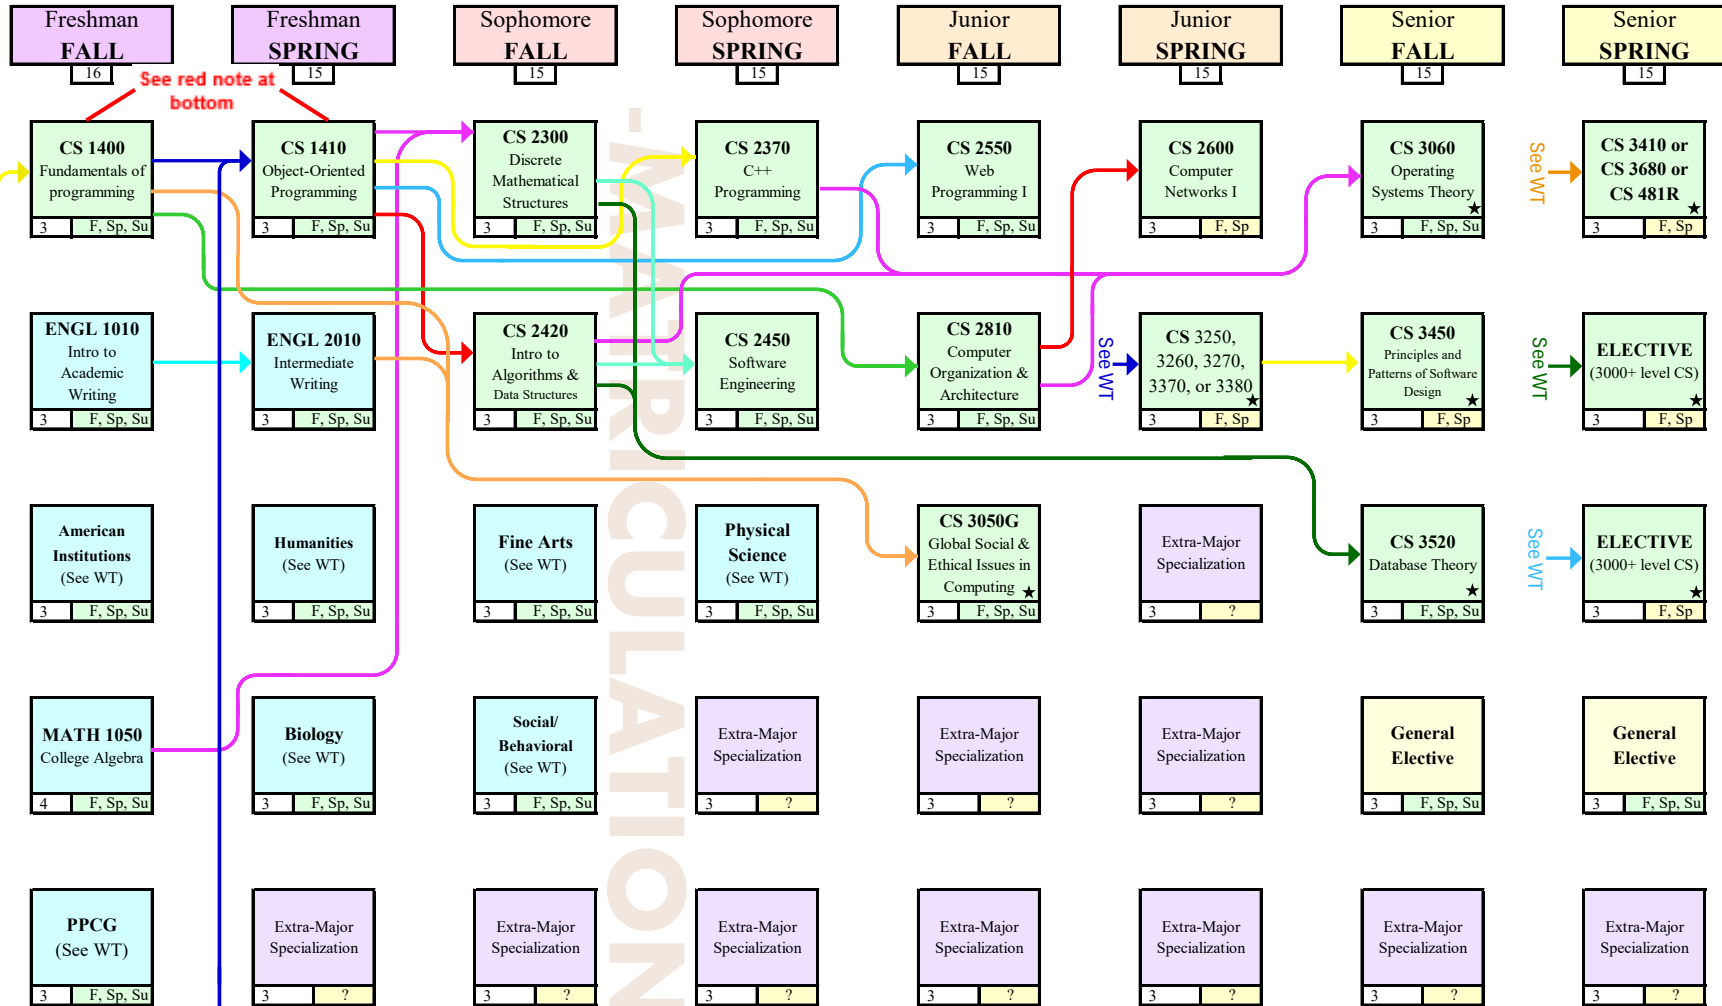 Freshman
FALL
16
Freshman
SPRING
15
Sophomore
FALL
15
Sophomore
SPRING
15
Junior
FALL
15
Junior
SPRING
15
Senior
FALL
15
Senior
SPRING
15
See red note at
bottom
- MATRICULATION
CS 1400
Fundamentals of
programming
3 F, Sp, Su
CS 1410
Object-Oriented
Programming
3 F, Sp, Su
CS 2300
Discrete
Mathematical
Structures
3 F, Sp, Su
CS 2370
C++
Programming
3 F, Sp, Su
CS 2550
Web
Programming I
3 F, Sp, Su
CS 2600
Computer
Networks I
3 F, Sp
CS 3060
Operating
Systems Theory
★
3 F, Sp, Su
See WT
CS 3410 or
CS 3680 or
CS 481R
★
3 F, Sp
ENGL 1010
Intro to
Academic
Writing
3 F, Sp, Su
ENGL 2010
Intermediate
Writing
3 F, Sp, Su
CS 2420
Intro to
Algorithms &
Data Structures
3 F, Sp, Su
CS 2450
Software
Engineering
3 F, Sp, Su
CS 2810
Computer
Organization &
Architecture
3 F, Sp, Su
See WT
CS 3250,
3260, 3270,
3370, or 3380
★
3 F, Sp
CS 3450
Principles and
Patterns of Software
Design
★
3 F, Sp
See WT
ELECTIVE
(3000+ level CS)
★
3 F, Sp
American
Institutions
(See WT)
3 F, Sp, Su
Humanities
(See WT)
3 F, Sp, Su
Fine Arts
(See WT)
3 F, Sp, Su
Physical
Science
(See WT)
3 F, Sp, Su
CS 3050G
Global Social &
Ethical Issues in
Computing ★
3 F, Sp, Su
Extra-Major
Specialization
3 ?
CS 3520
Database Theory
★
3 F, Sp, Su
See WT
ELECTIVE
(3000+ level CS)
★
3 F, Sp
MATH 1050
College Algebra
4 F, Sp, Su
Biology
(See WT)
3 F, Sp, Su
Social/
Behavioral
(See WT)
3 F, Sp, Su
Extra-Major
Specialization
3 ?
Extra-Major
Specialization
3 ?
Extra-Major
Specialization
3 ?
General
Elective
3 F, Sp, Su
General
Elective
3 F, Sp, Su
PPCG
(See WT)
3 F, Sp, Su
Extra-Major
Specialization
3 ?
Extra-Major
Specialization
3 ?
Extra-Major
Specialization
3 ?
Extra-Major
Specialization
3 ?
Extra-Major
Specialization
3 ?
Extra-Major
Specialization
3 ?
Extra-Major
Specialization
3 ?